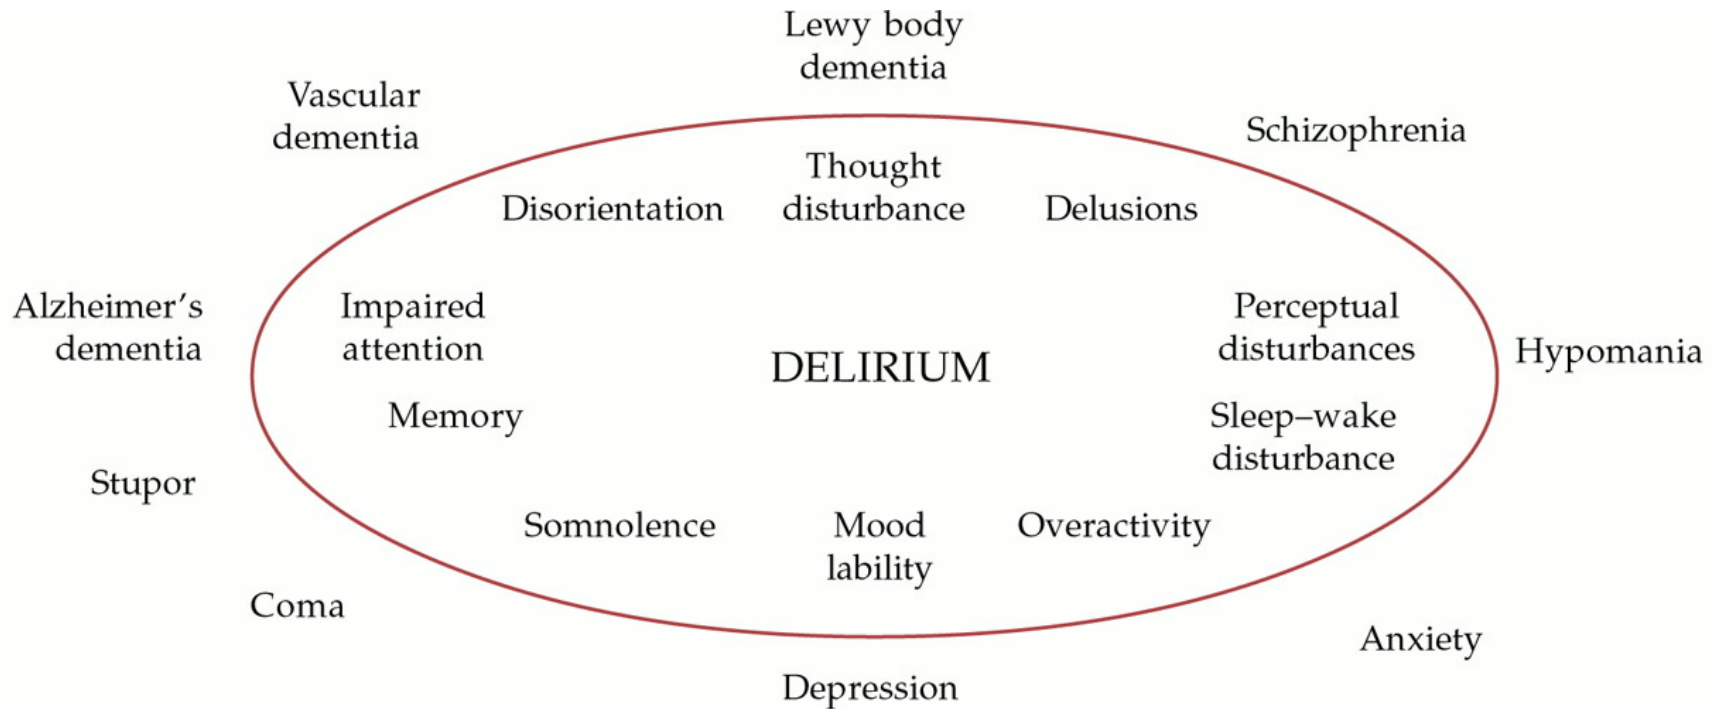 Lewy body
dementia
Vascular
dementia
Schizophrenia
Thought
disturbance
Disorientation
Delusions
Alzheimer’s
dementia
Impaired
attention
Perceptual
disturbances
Hypomania
DELIRIUM
Memory
Sleep–wake
disturbance
Stupor
Somnolence
Mood
lability
Overactivity
Coma
Anxiety
Depression